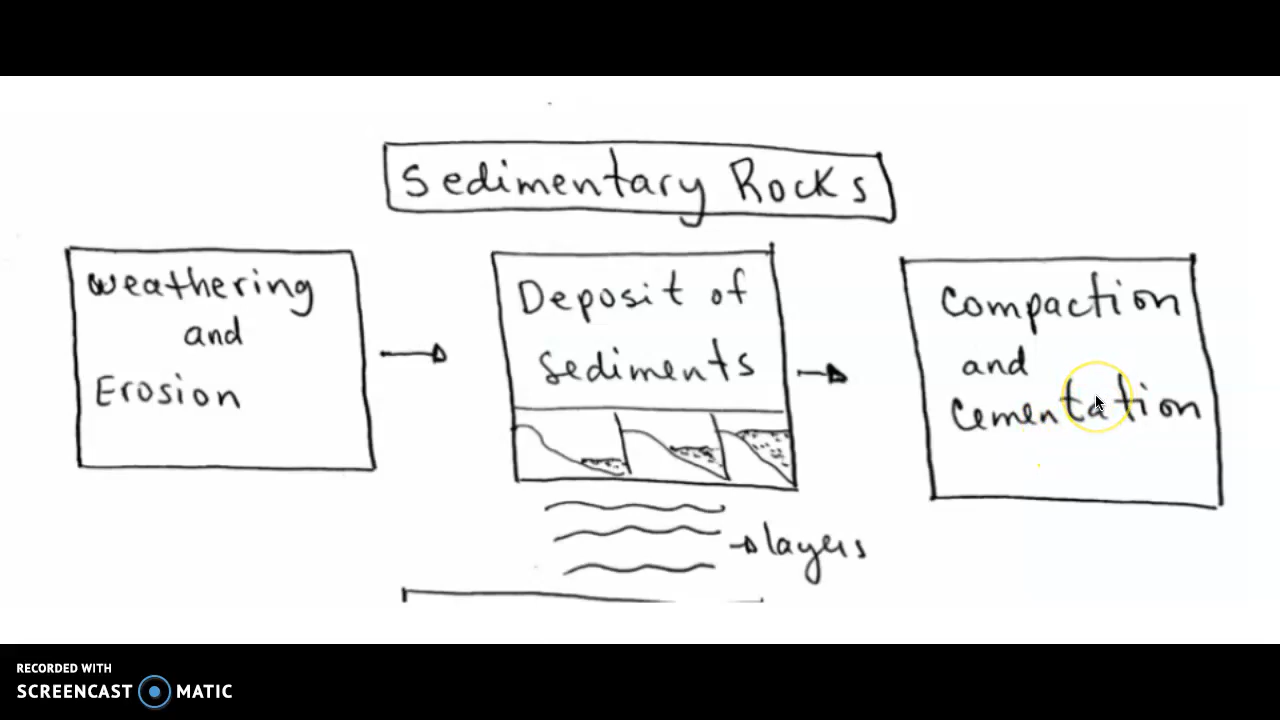 Sedimentary Rocks
weathering
and
Erosion
Deposit of
Sediments
layers
Compaction
and
Cementation
RECORDED WITH
SCREENCAST MATIC